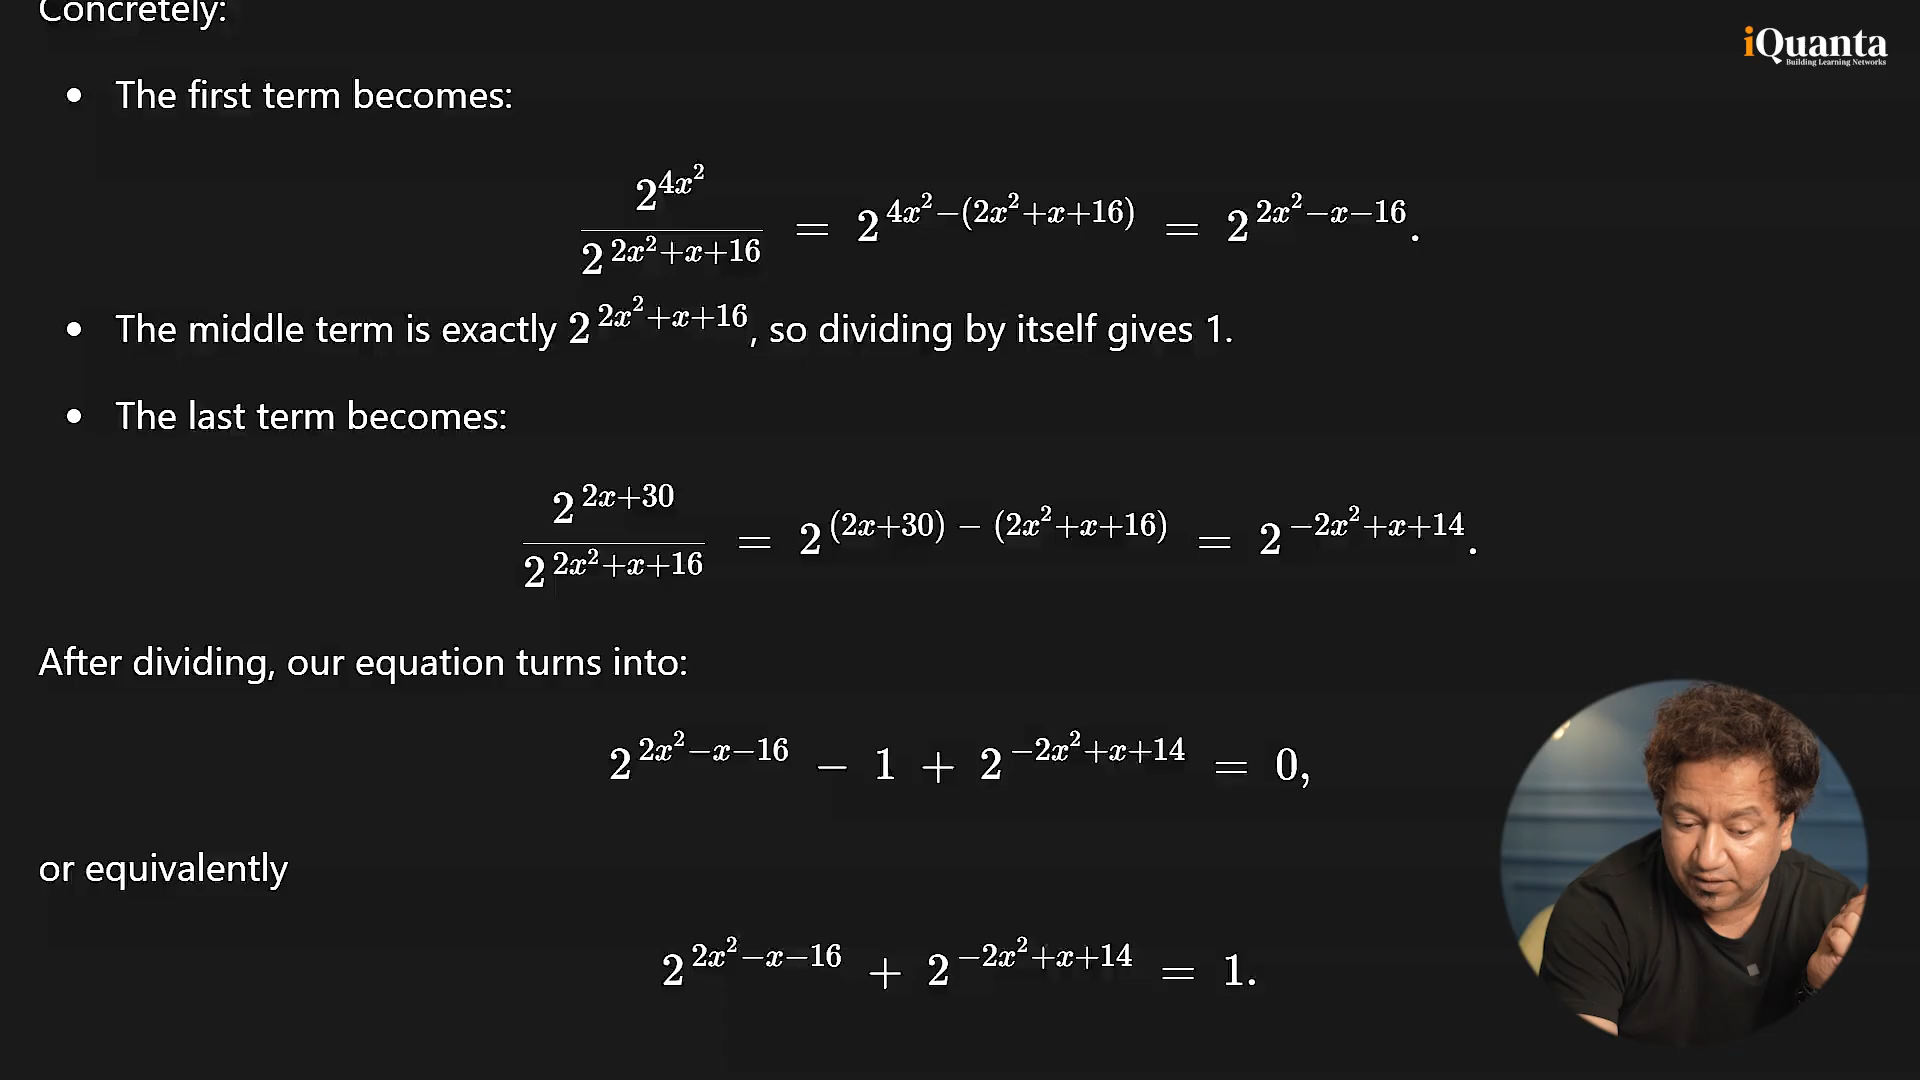 Concretely:
iQuanta
Building Learning Networks
• The first term becomes:
\frac{2^{4x^2}}{2^{2x^2+x+16}} = 2^{4x^2-(2x^2+x+16)} = 2^{2x^2-x-16}.
• The middle term is exactly 2^{2x^2+x+16}, so dividing by itself gives 1.
• The last term becomes:
\frac{2^{2x+30}}{2^{2x^2+x+16}} = 2^{(2x+30) - (2x^2+x+16)} = 2^{-2x^2+x+14}.
After dividing, our equation turns into:
2^{2x^2-x-16} - 1 + 2^{-2x^2+x+14} = 0,
or equivalently
2^{2x^2-x-16} + 2^{-2x^2+x+14} = 1.